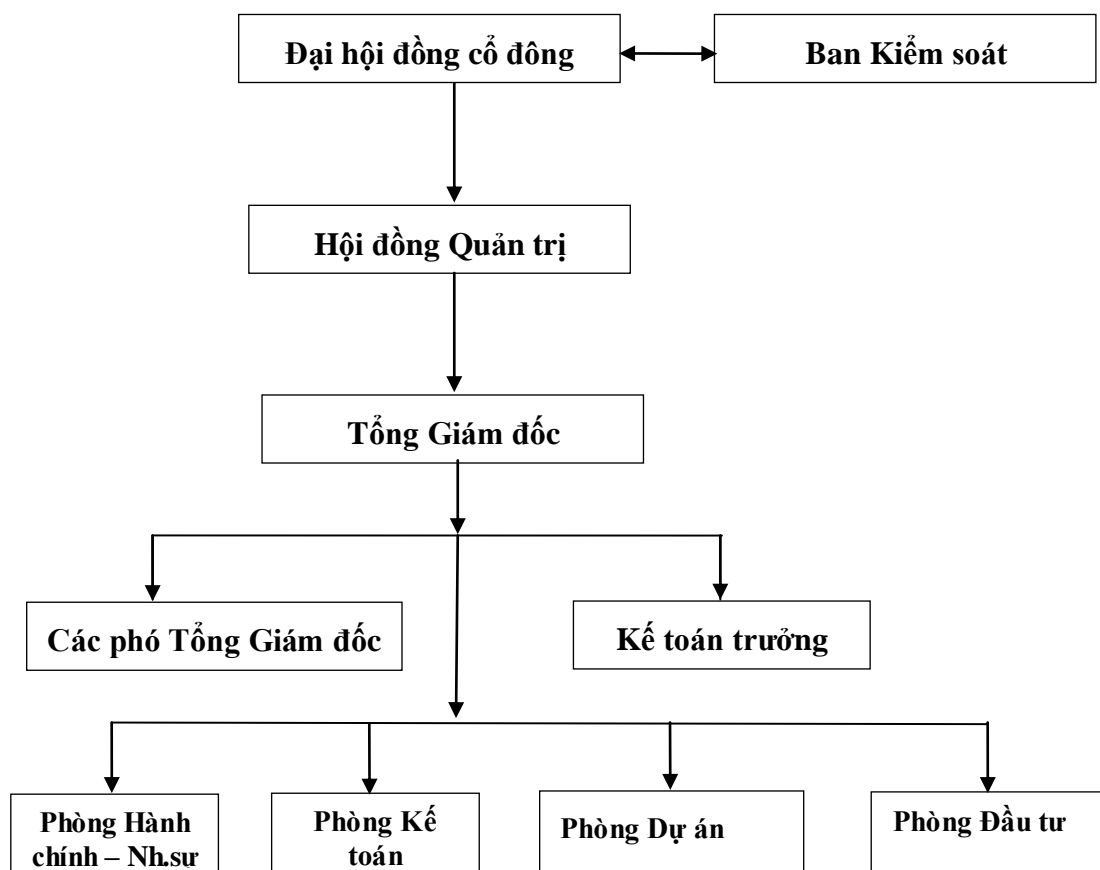 Đại hội đồng cổ đông
Ban Kiểm soát
Hội đồng Quản trị
Tổng Giám đốc
Các phó Tổng Giám đốc
Kế toán trưởng
Phòng Hành
chính – Nh.sự
Phòng Kế
toán
Phòng Dự án
Phòng Đầu tư